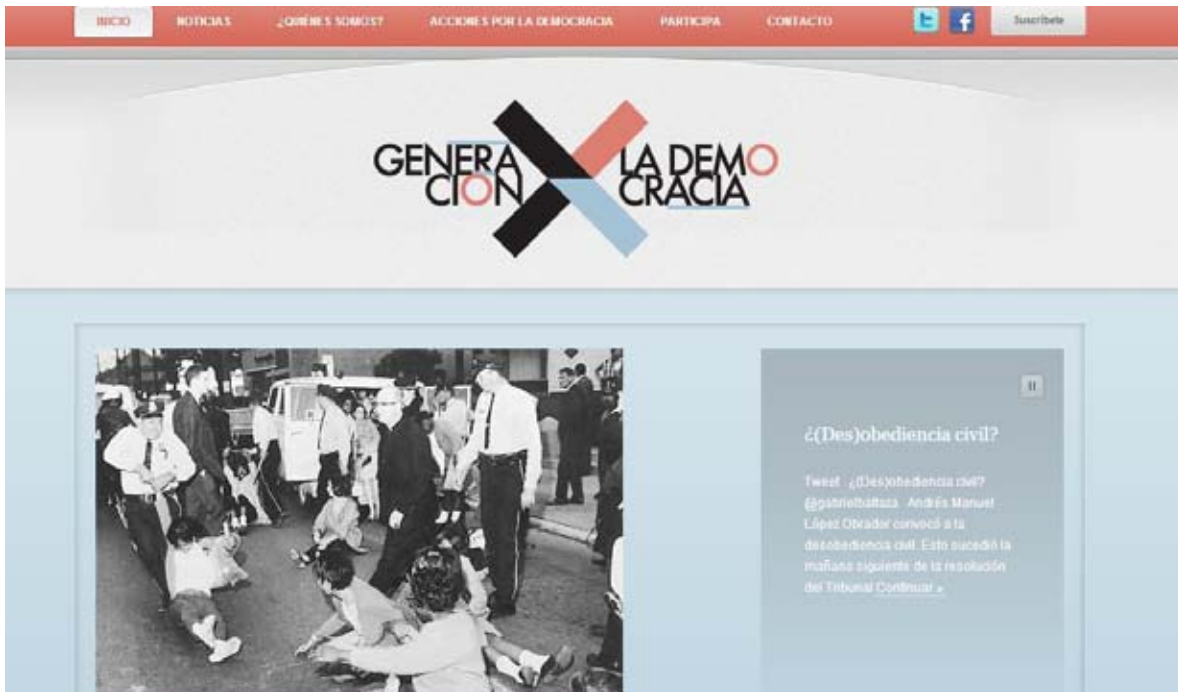 INICIO NOTICIAS ¿QUIÉNES SOMOS? ACCIONES POR LA DEMOCRACIA PARTICIPA CONTACTO Suscríbete
GENERA
CIÓN
LA DEMO
CRACIA
¿(Des)obediencia civil?
Tweet ¿(Des)obediencia civil?
@gabrielbattaza Andrés Manuel
López Obrador convocó a la
desobediencia civil. Esto sucedió la
mañana siguiente de la resolución
del Tribunal Continuar »